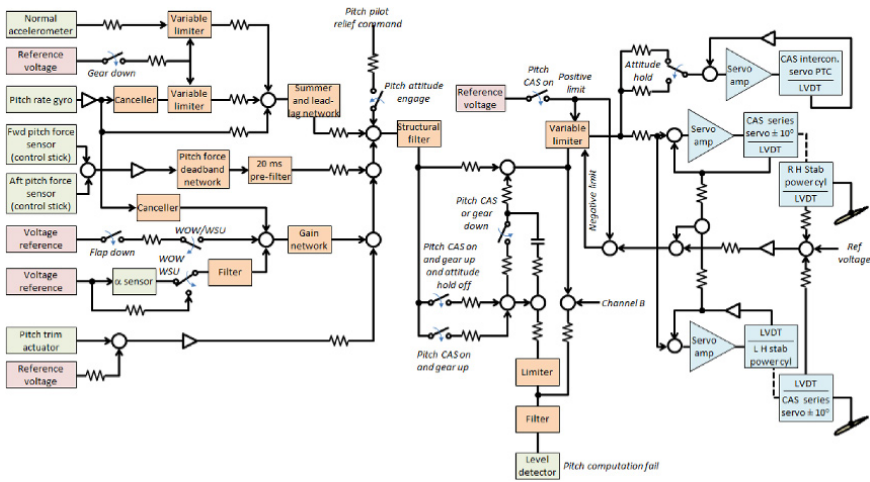 Normal
accelerometer
Variable
limiter
Pitch pilot
relief command
Reference
voltage
Gear down
Pitch rate gyro
Canceller
Variable
limiter
Summer
and lead-
lag network
Pitch attitude
engage
Structural
filter
Fwd pitch force
sensor
(control stick)
Aft pitch force
sensor
(control stick)
Pitch force
deadband
network
20 ms
pre-filter
Canceller
Voltage
reference
Flap down
WOW/WSU
Gain
network
Voltage
reference
α sensor
WOW
WSU
Filter
Pitch trim
actuator
Reference
voltage
Reference
voltage
Pitch
CAS on
Positive
limit
Variable
limiter
Negative limit
Pitch CAS
or gear
down
Pitch CAS on
and gear up
and attitude
hold off
Pitch CAS on
and gear up
Channel B
Limiter
Filter
Level
detector
Pitch computation fail
Attitude
hold
Servo
amp
CAS intercon.
servo PTC
LVDT
Servo
amp
CAS series
servo ± 10⁰
LVDT
R H Stab
power cyl
LVDT
Ref
voltage
Servo
amp
LVDT
L H stab
power cyl
LVDT
CAS series
servo ± 10⁰